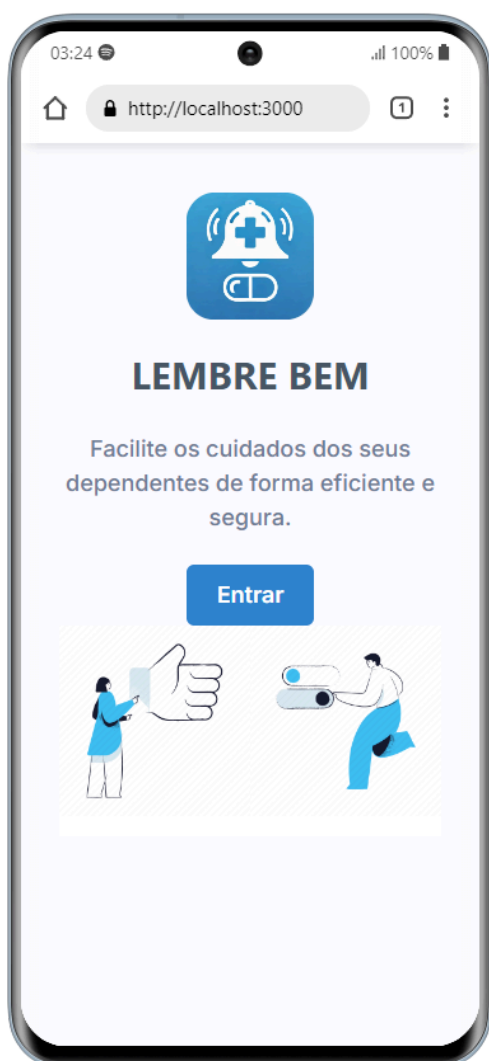 03:24
100%
http://localhost:3000
1
LEMBRE BEM
Facilite os cuidados dos seus
dependentes de forma eficiente e
segura.
Entrar